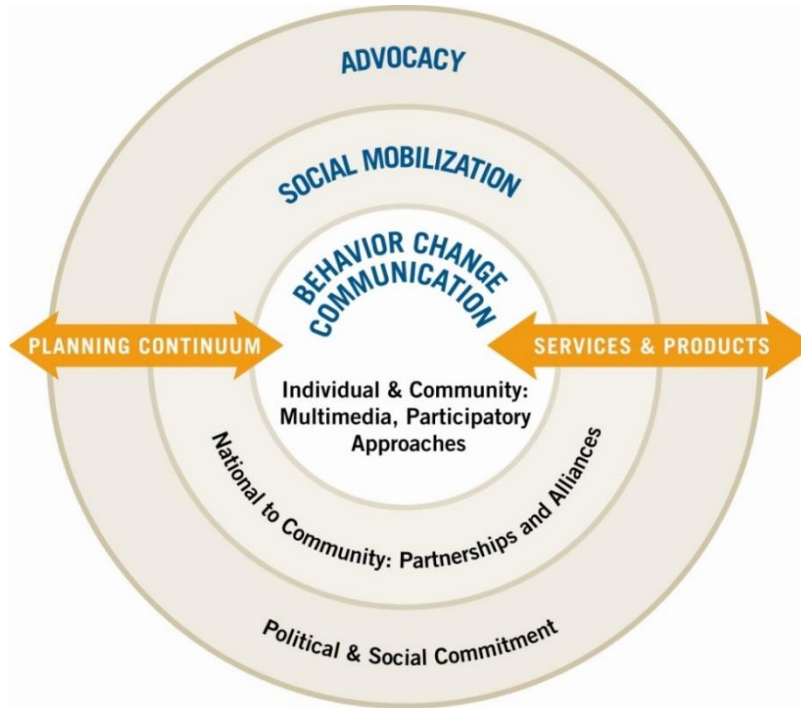 ADVOCACY
SOCIAL MOBILIZATION
BEHAVIOR CHANGE
COMMUNICATION
PLANNING CONTINUUM
SERVICES & PRODUCTS
Individual & Community:
Multimedia, Participatory
Approaches
National to Community: Partnerships and Alliances
Political & Social Commitment